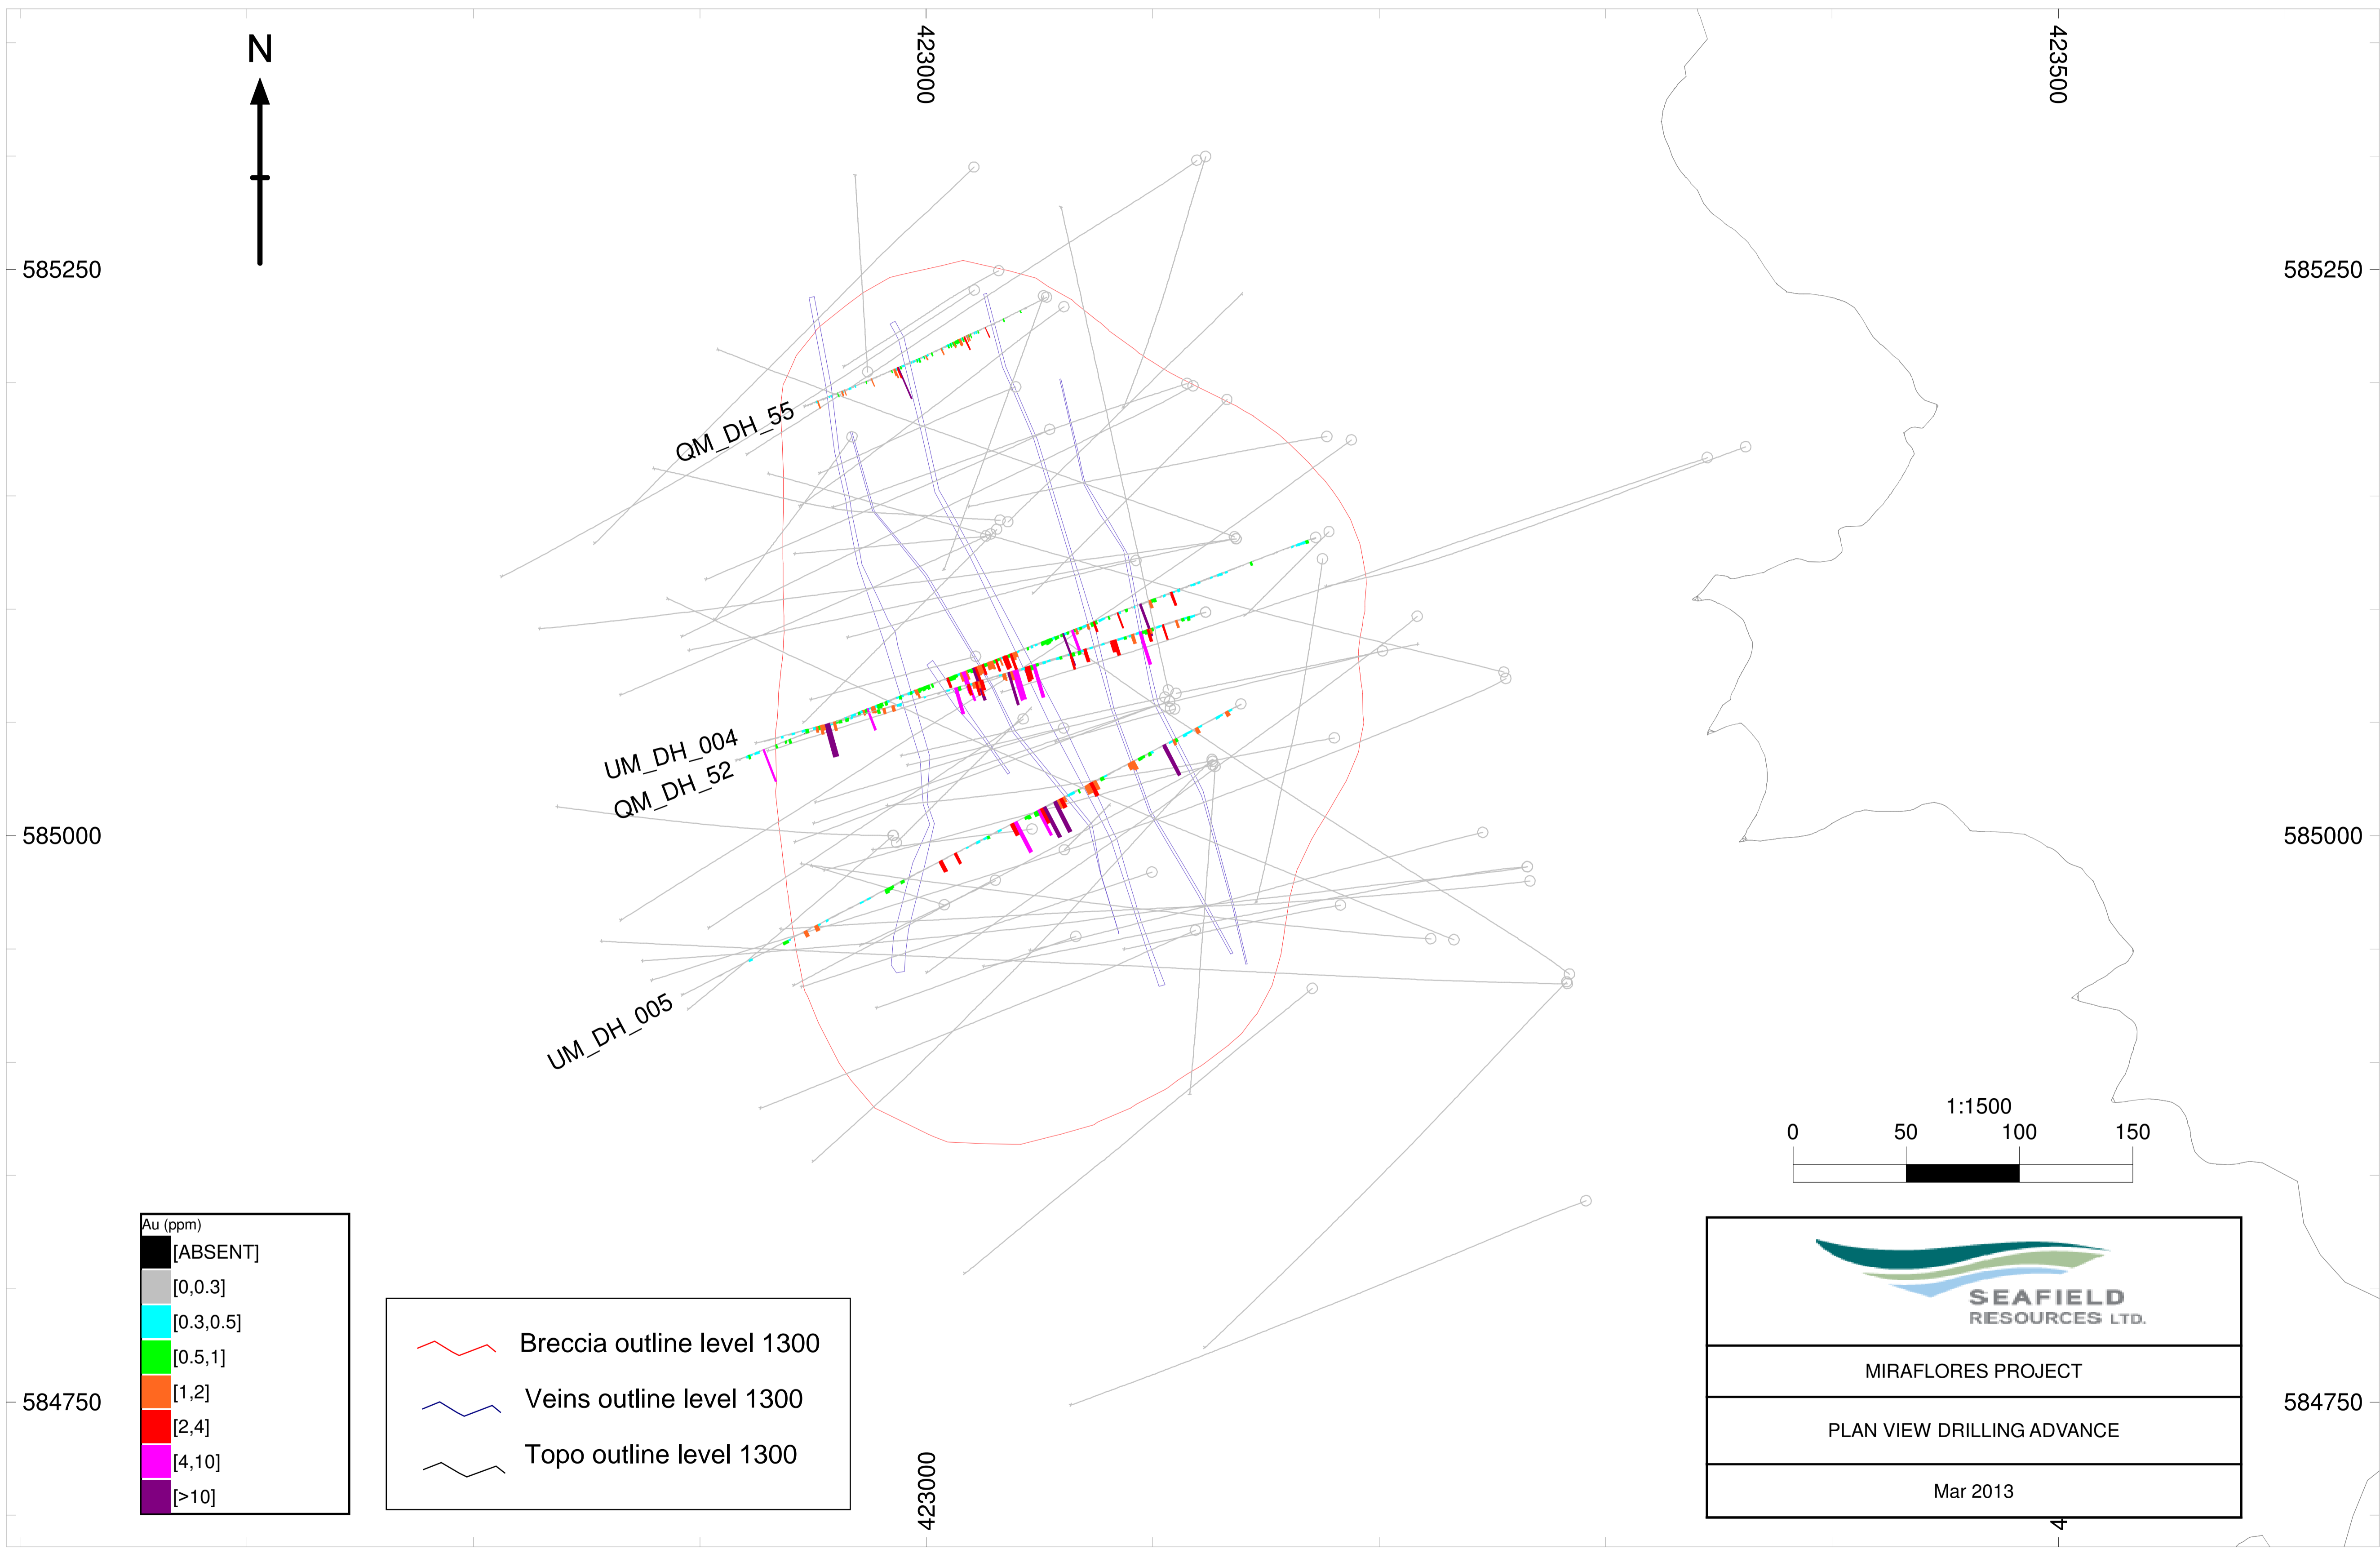 N
423000
423500
585250
585250
QM_DH_55
UM_DH_004
QM_DH_52
585000
585000
UM_DH_005
1:1500
0 50 100 150
Au (ppm)
[ABSENT]
[0,0.3]
[0.3,0.5]
[0.5,1]
[1,2]
[2,4]
[4,10]
[>10]
Breccia outline level 1300
Veins outline level 1300
Topo outline level 1300
584750
584750
423000
4
SEAFIELD
RESOURCES LTD.
MIRAFLORES PROJECT
PLAN VIEW DRILLING ADVANCE
Mar 2013